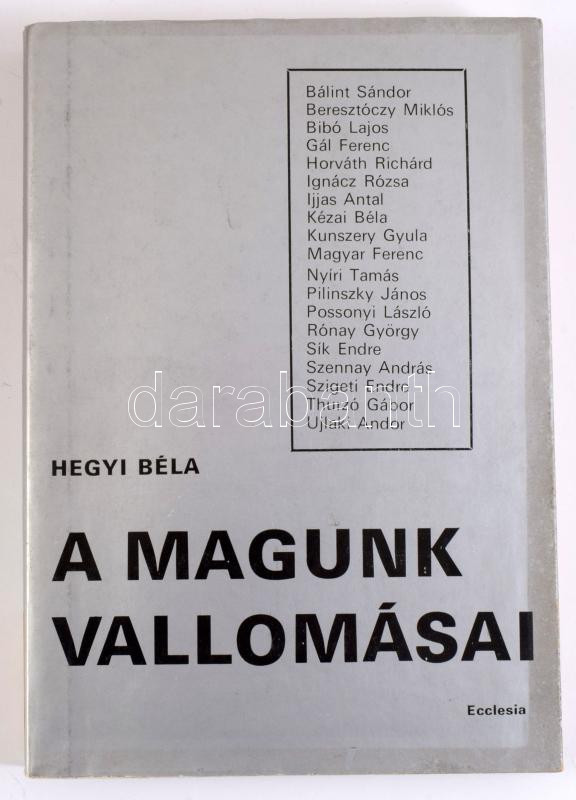 Bálint Sándor
Beresztóczy Miklós
Bibó Lajos
Gál Ferenc
Horváth Richárd
Ignácz Rózsa
Ijjas Antal
Kézai Béla
Kunszery Gyula
Magyar Ferenc
Nyíri Tamás
Pilinszky János
Possonyi László
Rónay György
Sík Endre
Szennay András
Szigeti Endre
Thurzó Gábor
Ujlaki Andor
darabanth
HEGYI BÉLA
A MAGUNK
VALLOMÁSAI
Ecclesia